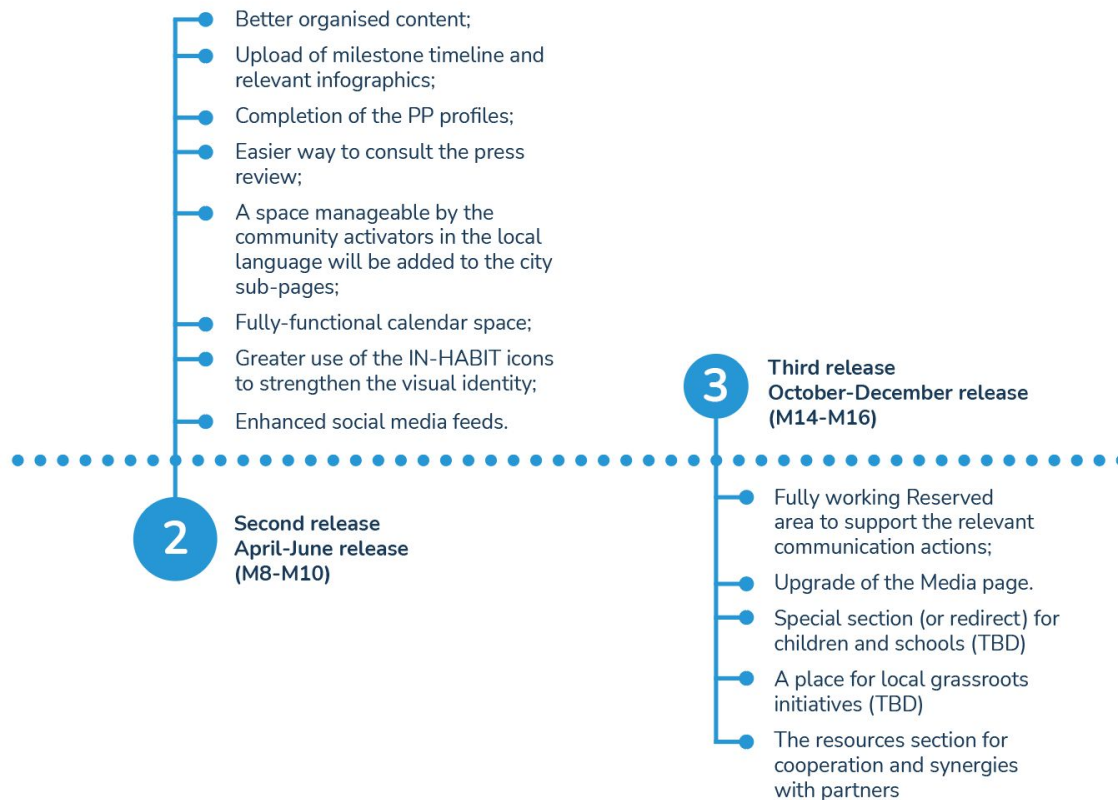 Better organised content;
Upload of milestone timeline and
relevant infographics;
Completion of the PP profiles;
Easier way to consult the press
review;
A space manageable by the
community activators in the local
language will be added to the city
sub-pages;
Fully-functional calendar space;
Greater use of the IN-HABIT icons
to strengthen the visual identity;
Enhanced social media feeds.
2
Second release
April-June release
(M8-M10)
3
Third release
October-December release
(M14-M16)
Fully working Reserved
area to support the relevant
communication actions;
Upgrade of the Media page.
Special section (or redirect) for
children and schools (TBD)
A place for local grassroots
initiatives (TBD)
The resources section for
cooperation and synergies
with partners